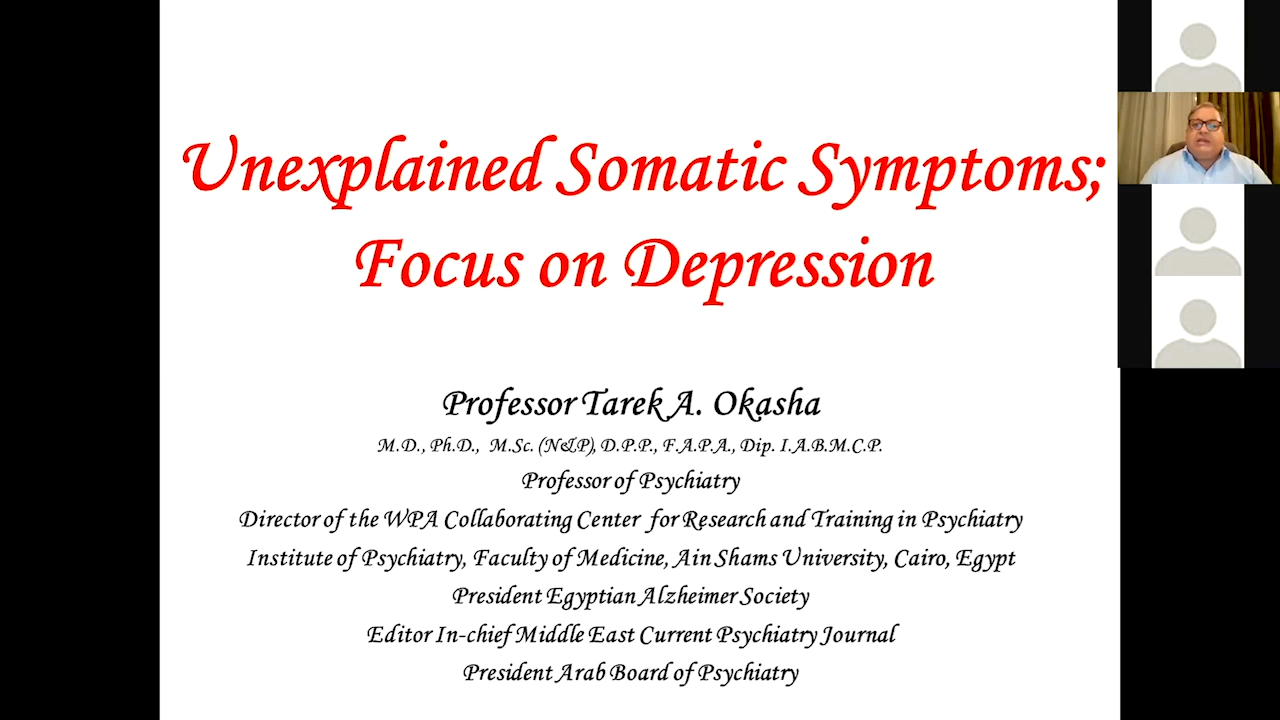 Unexplained Somatic Symptoms;
Focus on Depression
Professor Tarek A. Okasha
M.D., Ph.D., M.Sc. (N&P), D.P.P., F.A.P.A., Dip. I.A.B.M.C.P.
Professor of Psychiatry
Director of the WPA Collaborating Center for Research and Training in Psychiatry
Institute of Psychiatry, Faculty of Medicine, Ain Shams University, Cairo, Egypt
President Egyptian Alzheimer Society
Editor In-chief Middle East Current Psychiatry Journal
President Arab Board of Psychiatry